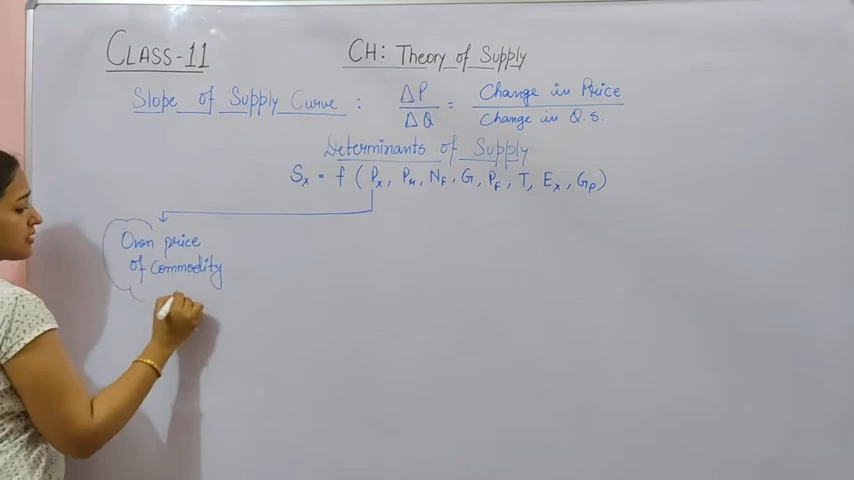 CLASS-11
CH: Theory of Supply
Slope of Supply Curve : ΔP/ΔQ = Change in Price/Change in Q.s.
Determinants of Supply
Sx = f (Px, PR, NF, G, PF, T, Ex, GP)
Own price
of Commodity